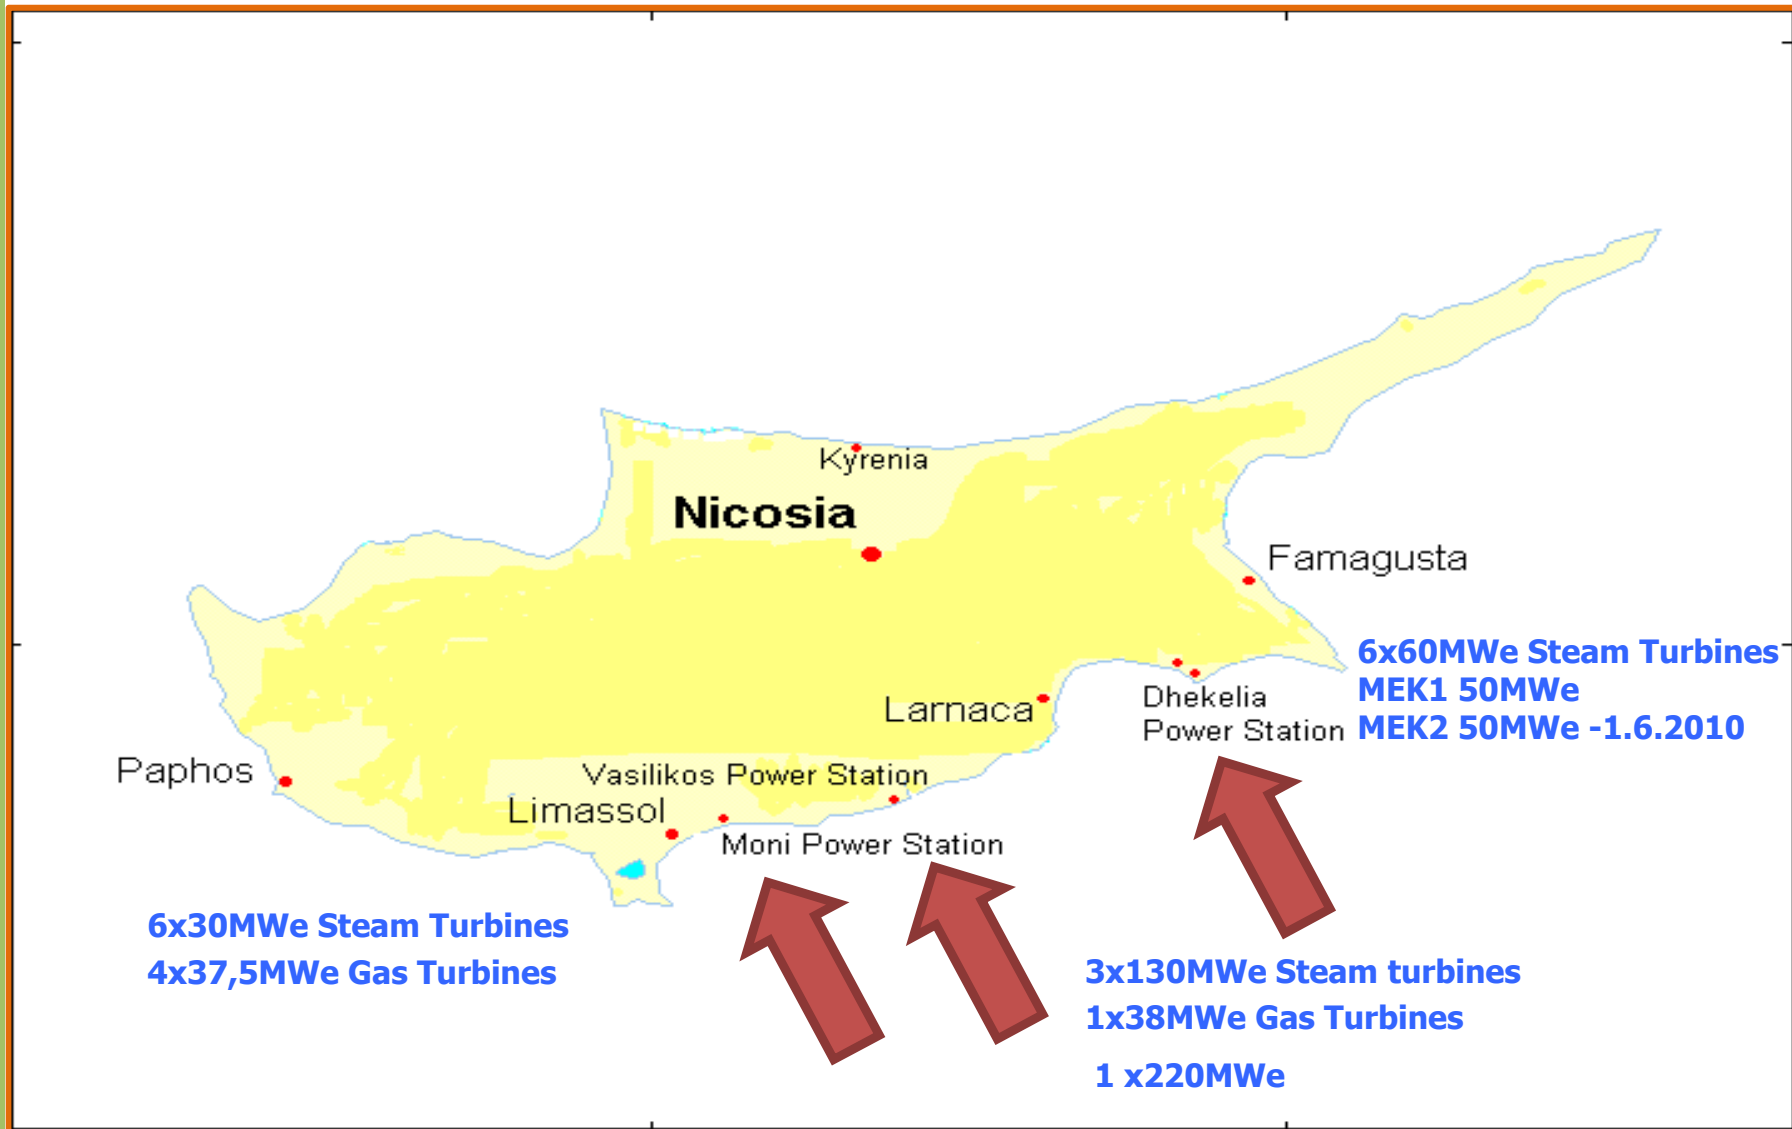 Kyrenia
Nicosia
Famagusta
6x60MWe Steam Turbines
MEK1 50MWe
MEK2 50MWe -1.6.2010
Dhekelia
Power Station
Larnaca
Paphos
Vasilikos Power Station
Limassol
Moni Power Station
6x30MWe Steam Turbines
4x37,5MWe Gas Turbines
3x130MWe Steam turbines
1x38MWe Gas Turbines
1 x220MWe